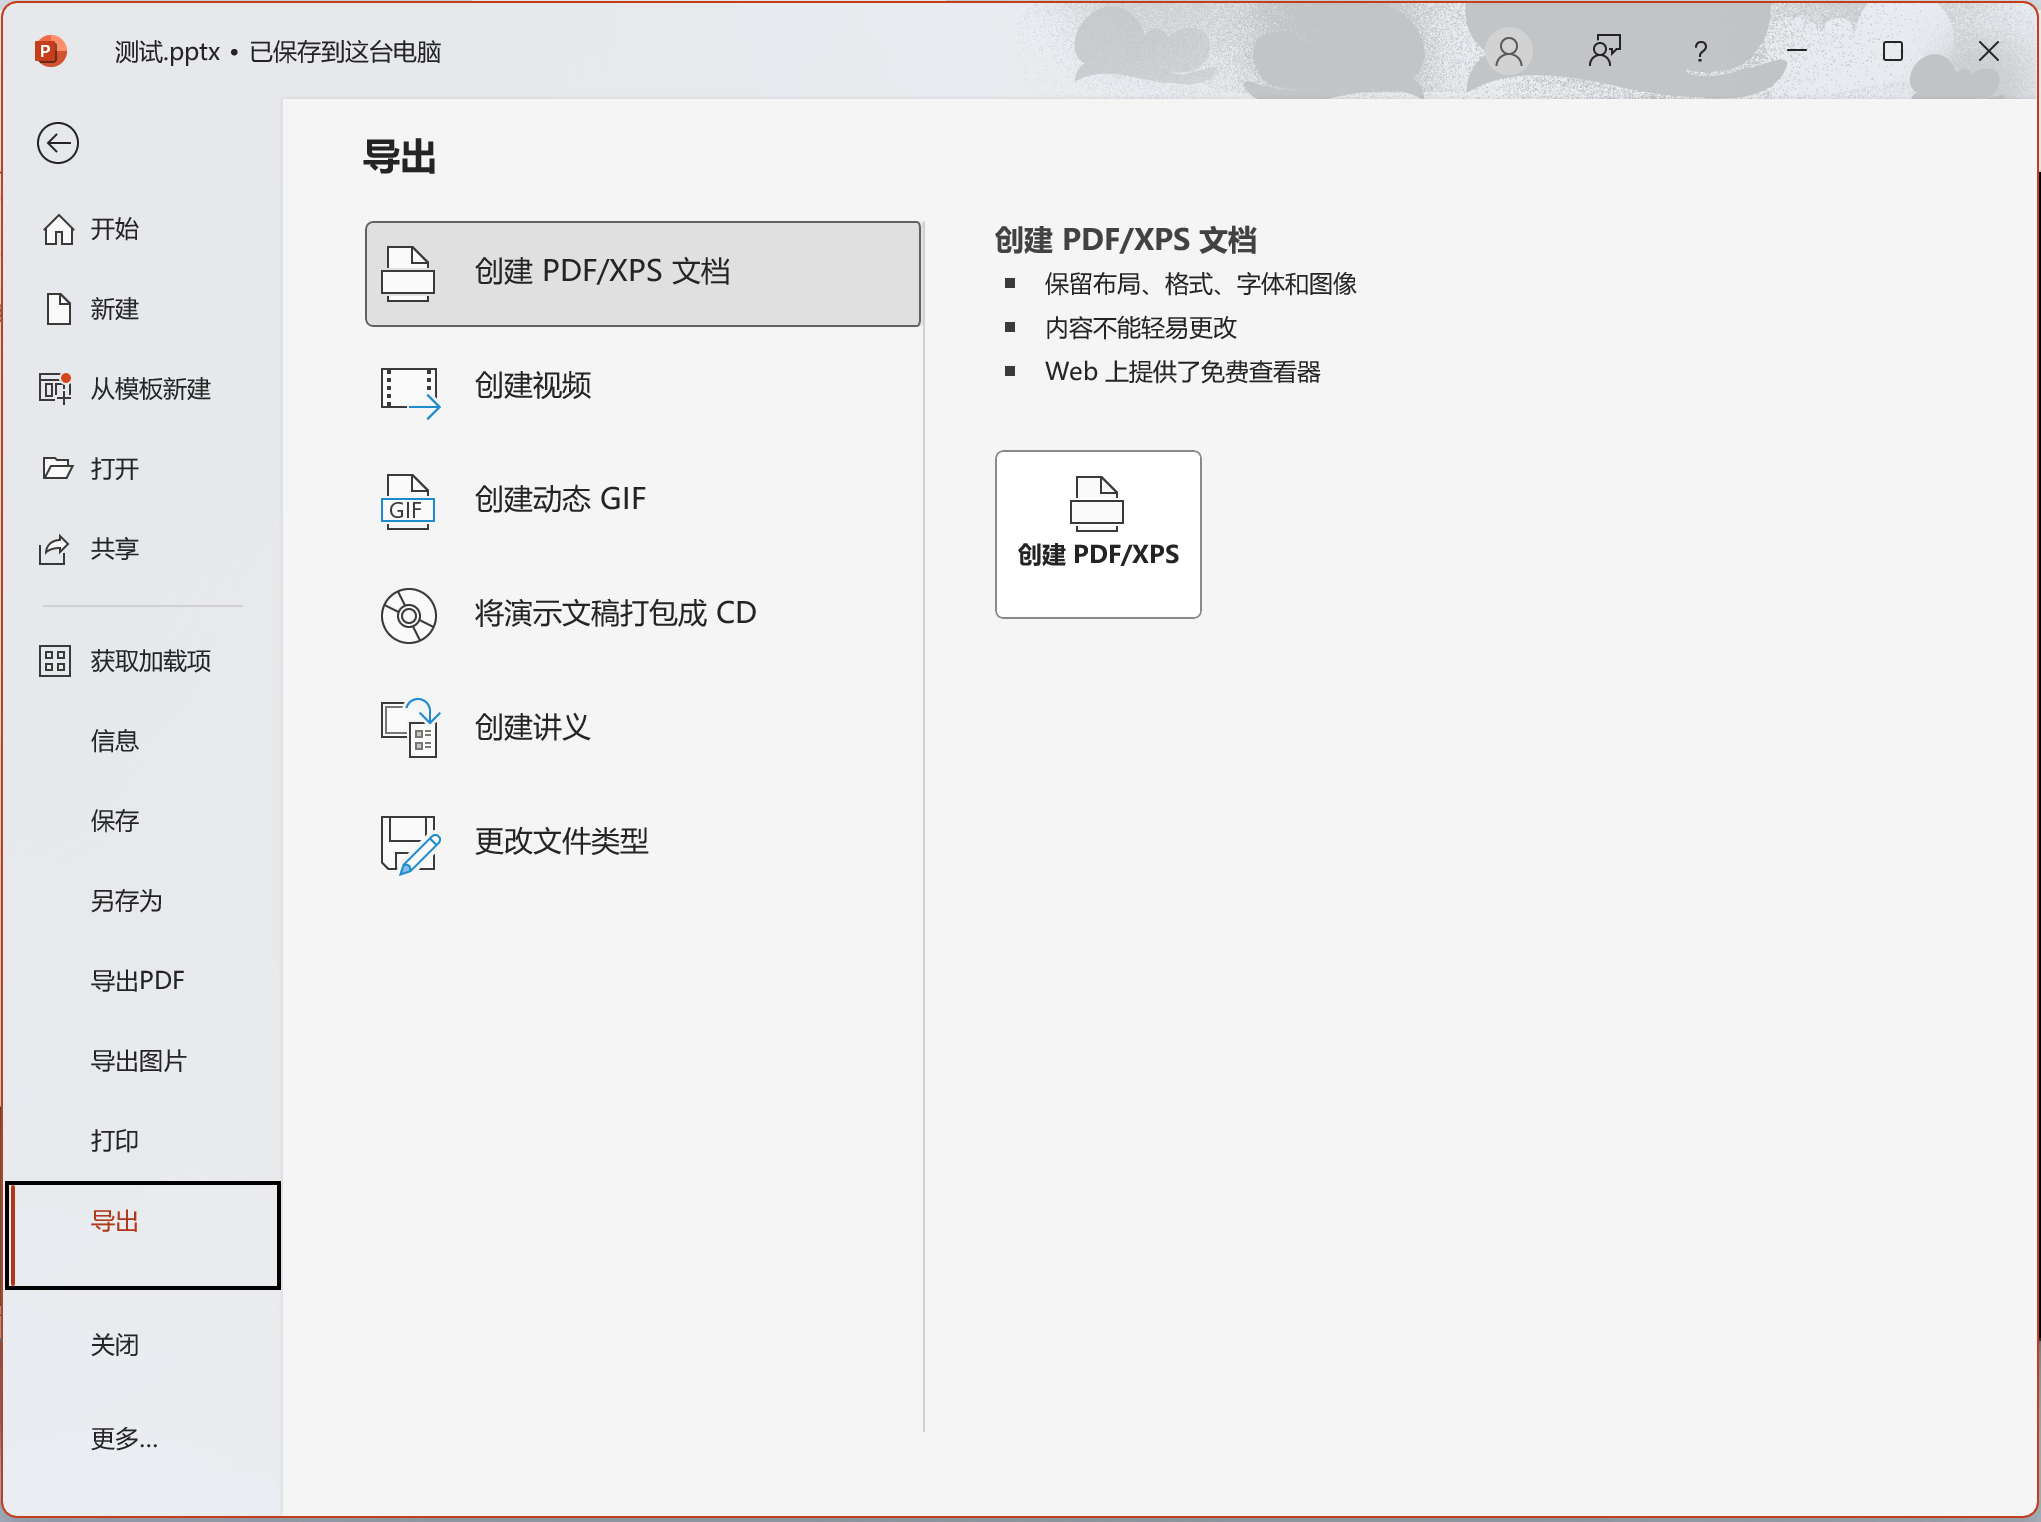 P
测试.pptx • 已保存到这台电脑
?
开始
新建
从模板新建
打开
共享
获取加载项
信息
保存
另存为
导出PDF
导出图片
打印
导出
关闭
更多...
导出
创建 PDF/XPS 文档
创建视频
GIF
创建动态 GIF
将演示文稿打包成 CD
创建讲义
更改文件类型
创建 PDF/XPS 文档
■ 保留布局、格式、字体和图像
■ 内容不能轻易更改
■ Web 上提供了免费查看器
创建 PDF/XPS